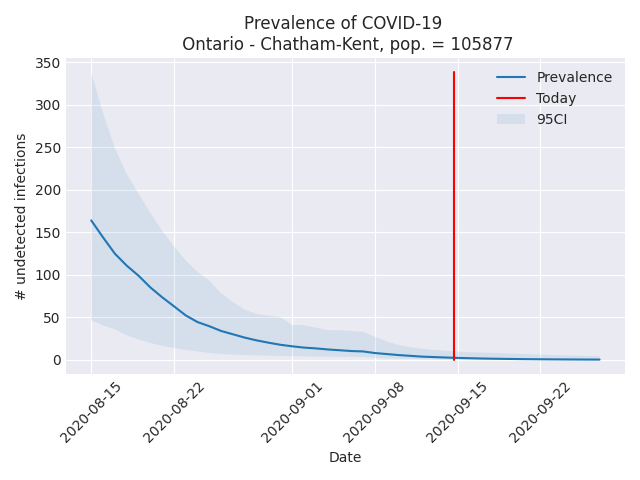 Prevalence of COVID-19
Ontario - Chatham-Kent, pop. = 105877
350
300
250
200
150
100
50
0
# undetected infections
Prevalence
Today
95CI
2020-08-15
2020-08-22
2020-09-01
2020-09-08
2020-09-15
2020-09-22
Date